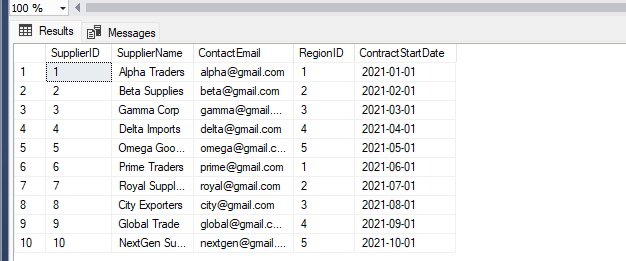 100 %
Results Messages
SupplierID SupplierName ContactEmail RegionID ContractStartDate
1 1 Alpha Traders alpha@gmail.com 1 2021-01-01
2 2 Beta Supplies beta@gmail.com 2 2021-02-01
3 3 Gamma Corp gamma@gmail.... 3 2021-03-01
4 4 Delta Imports delta@gmail.com 4 2021-04-01
5 5 Omega Goo... omega@gmail.c... 5 2021-05-01
6 6 Prime Traders prime@gmail.com 1 2021-06-01
7 7 Royal Suppl... royal@gmail.com 2 2021-07-01
8 8 City Exporters city@gmail.com 3 2021-08-01
9 9 Global Trade global@gmail.c... 4 2021-09-01
10 10 NextGen Su... nextgen@gmail.... 5 2021-10-01